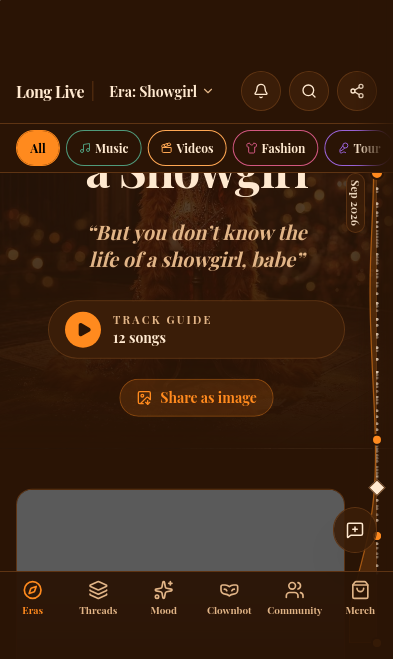 Long Live
Era: Showgirl
All
Music
Videos
Fashion
Tour
a Showgirl
Sep 2026
“But you don’t know the
life of a showgirl, babe”
TRACK GUIDE
12 songs
Share as image
Eras
Threads
Mood
Clownbot
Community
Merch